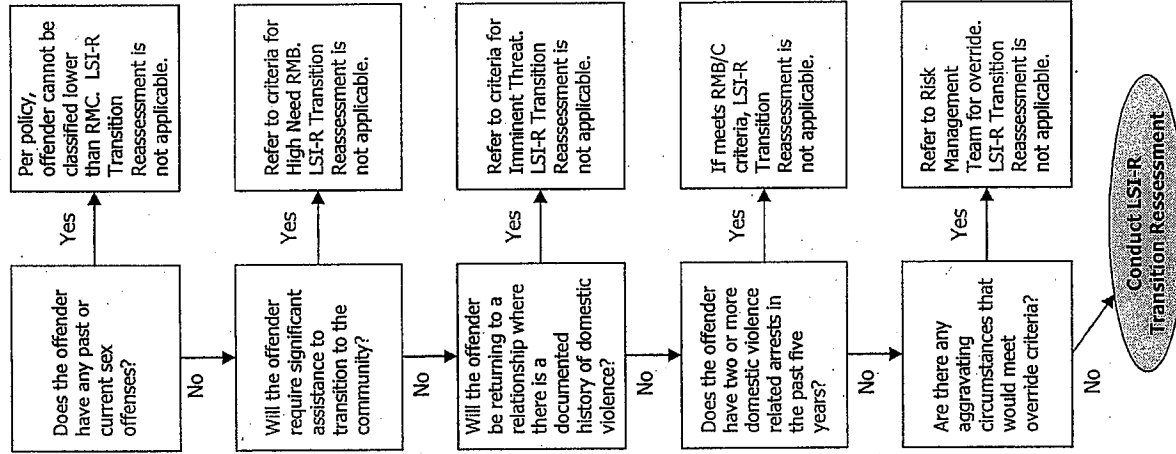 Does the offender
have any past or
current sex
offenses?
Yes
Per policy,
offender cannot be
classified lower
than RMC. LSI-R
Transition
Reassessment is
not applicable.
No
Will the offender
require significant
assistance to
transition to the
community?
Yes
Refer to criteria for
High Need RMB.
LSI-R Transition
Reassessment is
not applicable.
No
Will the offender
be returning to a
relationship where
there is a
documented
history of domestic
violence?
Yes
Refer to criteria for
Imminent Threat.
LSI-R Transition
Reassessment is
not applicable.
No
Does the offender
have two or more
domestic violence
related arrests in
the past five
years?
Yes
If meets RMB/C
criteria, LSI-R
Transition
Reassessment is
not applicable.
No
Are there any
aggravating
circumstances that
would meet
override criteria?
Yes
Refer to Risk
Management
Team for override.
LSI-R Transition
Reassessment is
not applicable.
No
Conduct LSI-R
Transition Ressessment